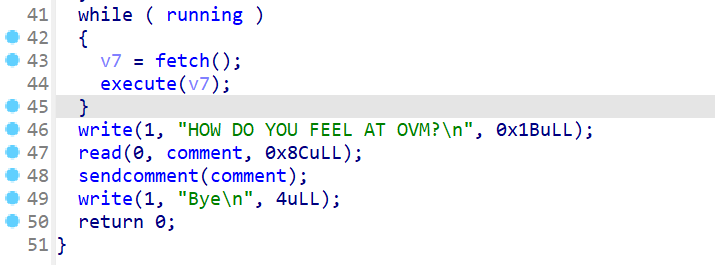 41 while ( running )
42 {
43 v7 = fetch();
44 execute(v7);
45 }
46 write(1, "HOW DO YOU FEEL AT OVM?\n", 0x1BuLL);
47 read(0, comment, 0x8CuLL);
48 sendcomment(comment);
49 write(1, "Bye\n", 4uLL);
50 return 0;
51 }